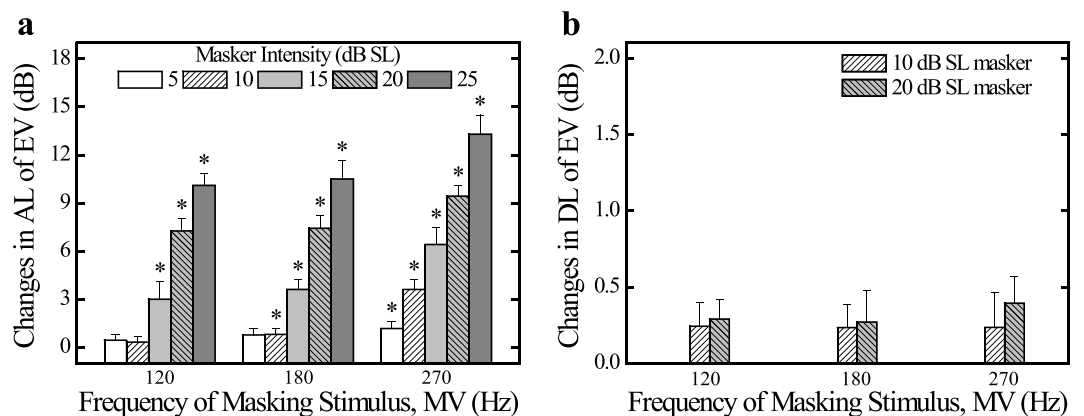 a
Masker Intensity (dB SL)
5 10 15 20 25
Changes in AL of EV (dB)
18
15
12
9
6
3
0
* * *
* * * *
* * * * *
120 180 270
Frequency of Masking Stimulus, MV (Hz)
b
10 dB SL masker
20 dB SL masker
Changes in DL of EV (dB)
2.0
1.5
1.0
0.5
0.0
120 180 270
Frequency of Masking Stimulus, MV (Hz)